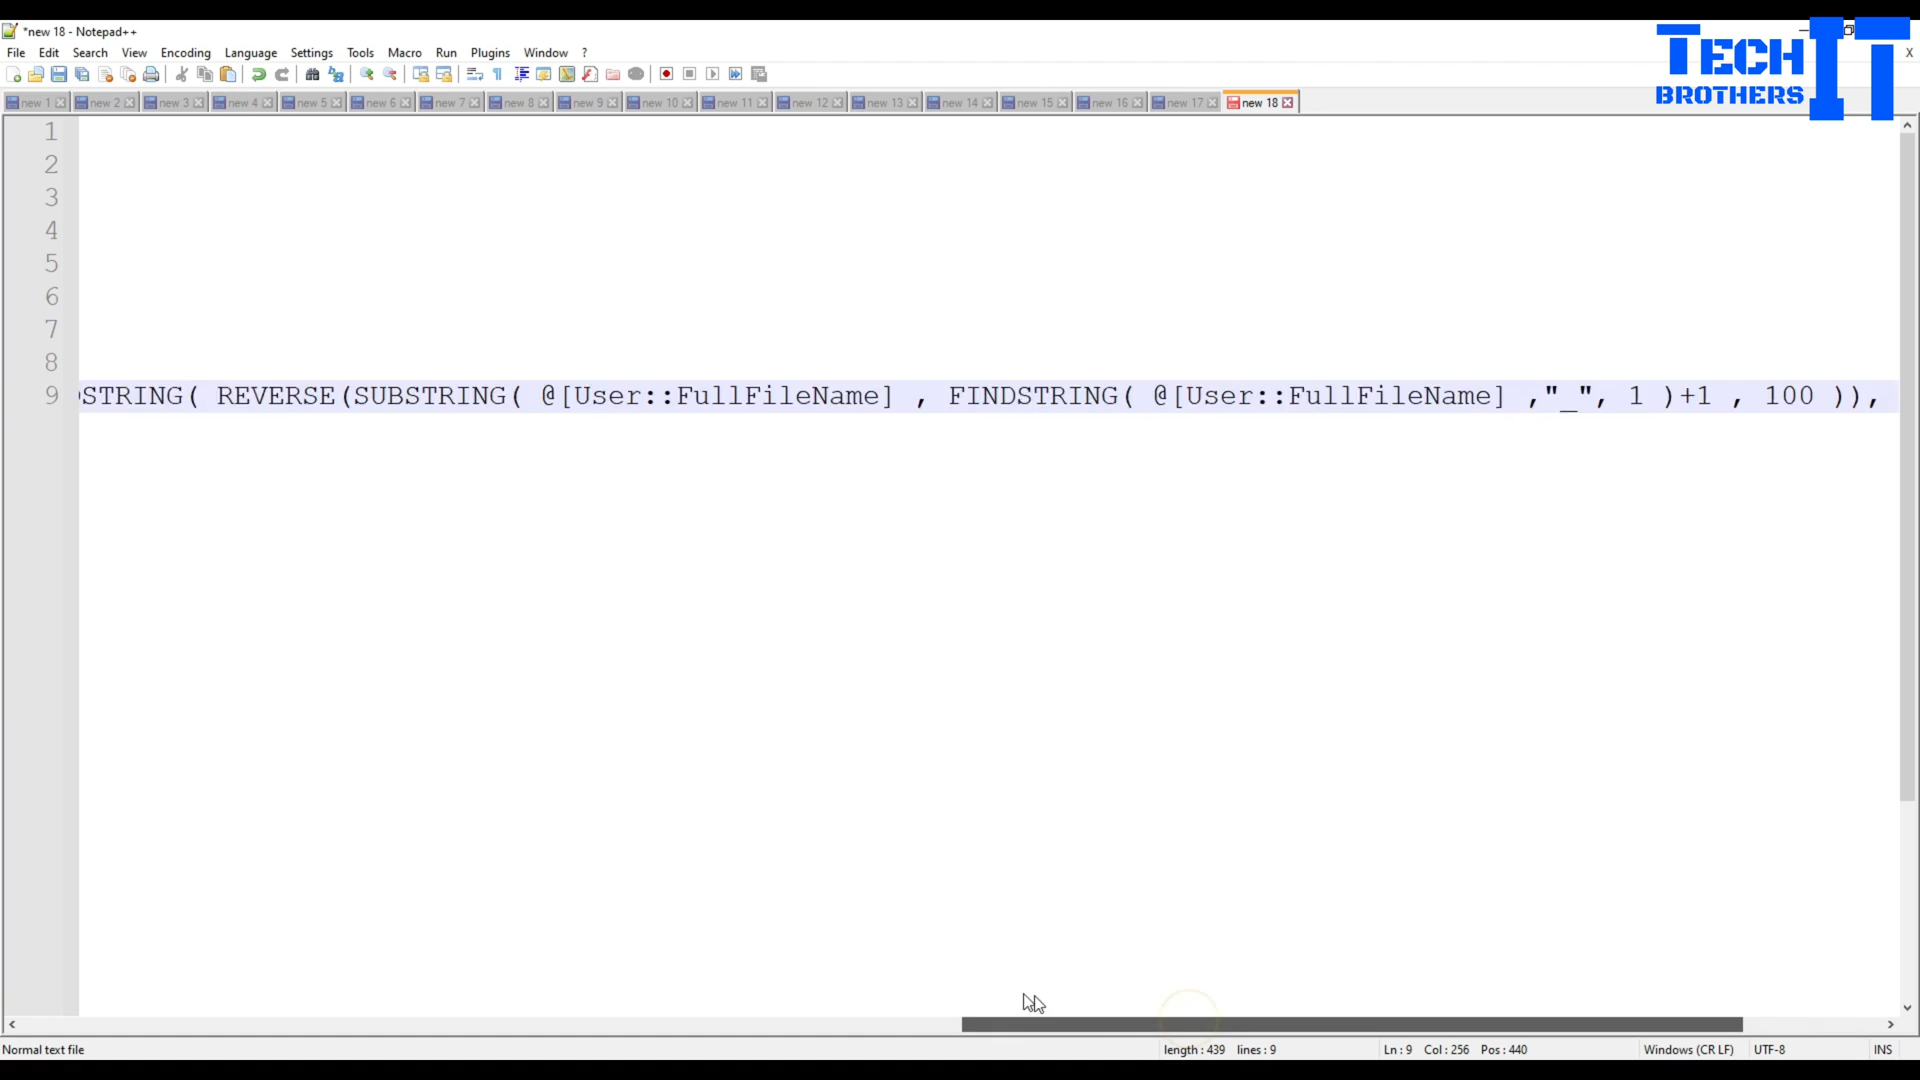 *new 18 - Notepad++
TECH IT BROTHERS
File Edit Search View Encoding Language Settings Tools Macro Run Plugins Window ? X
new 1 new 2 new 3 new 4 new 5 new 6 new 7 new 8 new 9 new 10 new 11 new 12 new 13 new 14 new 15 new 16 new 17 new 18
1
2
3
4
5
6
7
8
9 DSTRING( REVERSE(SUBSTRING( @[User::FullFileName] , FINDSTRING( @[User::FullFileName] ,"_", 1 )+1 , 100 )),
Normal text file length : 439 lines : 9 Ln : 9 Col : 256 Pos : 440 Windows (CR LF) UTF-8 INS